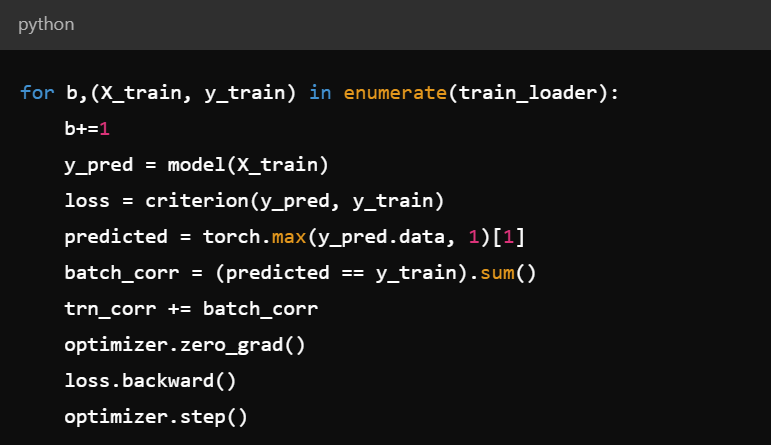 python
for b,(X_train, y_train) in enumerate(train_loader):
    b+=1
    y_pred = model(X_train)
    loss = criterion(y_pred, y_train)
    predicted = torch.max(y_pred.data, 1)[1]
    batch_corr = (predicted == y_train).sum()
    trn_corr += batch_corr
    optimizer.zero_grad()
    loss.backward()
    optimizer.step()